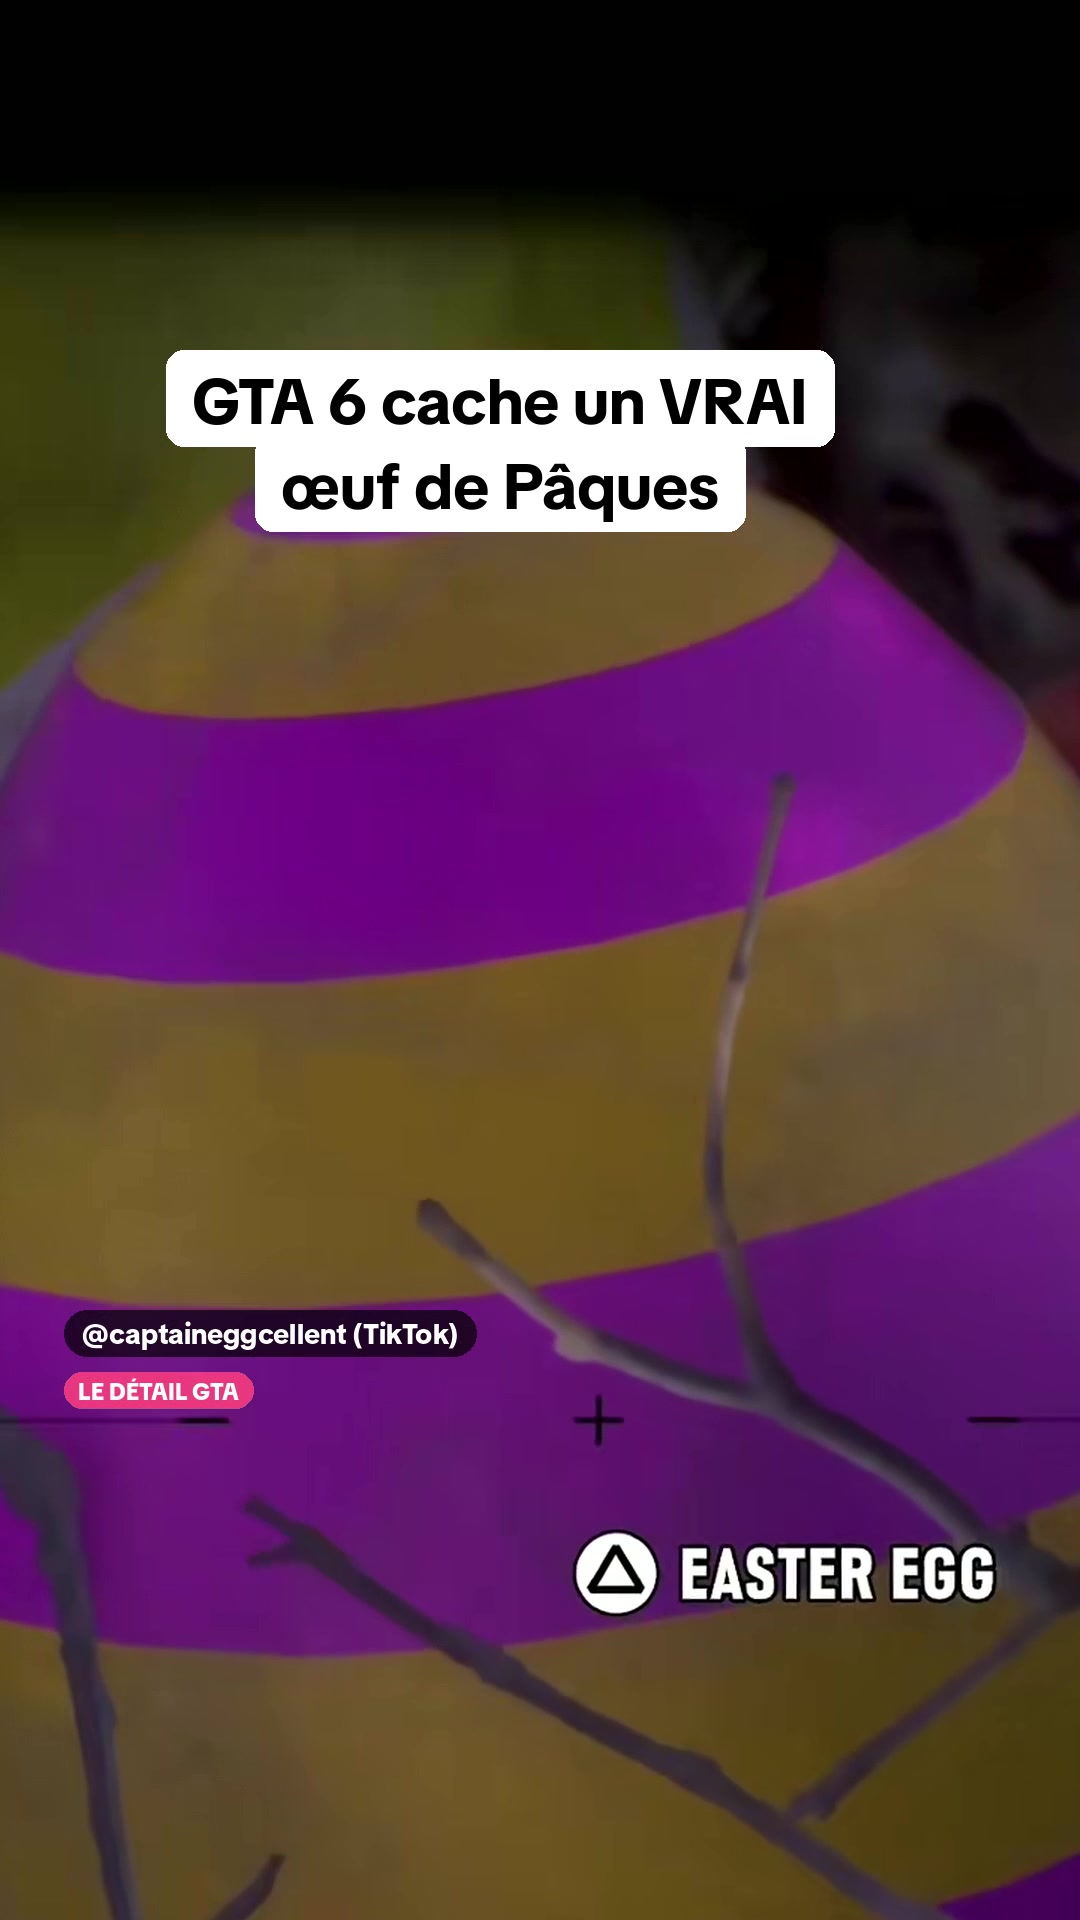 GTA 6 cache un VRAI
œuf de Pâques
@captaineggcellent (TikTok)
LE DÉTAIL GTA
EASTER EGG